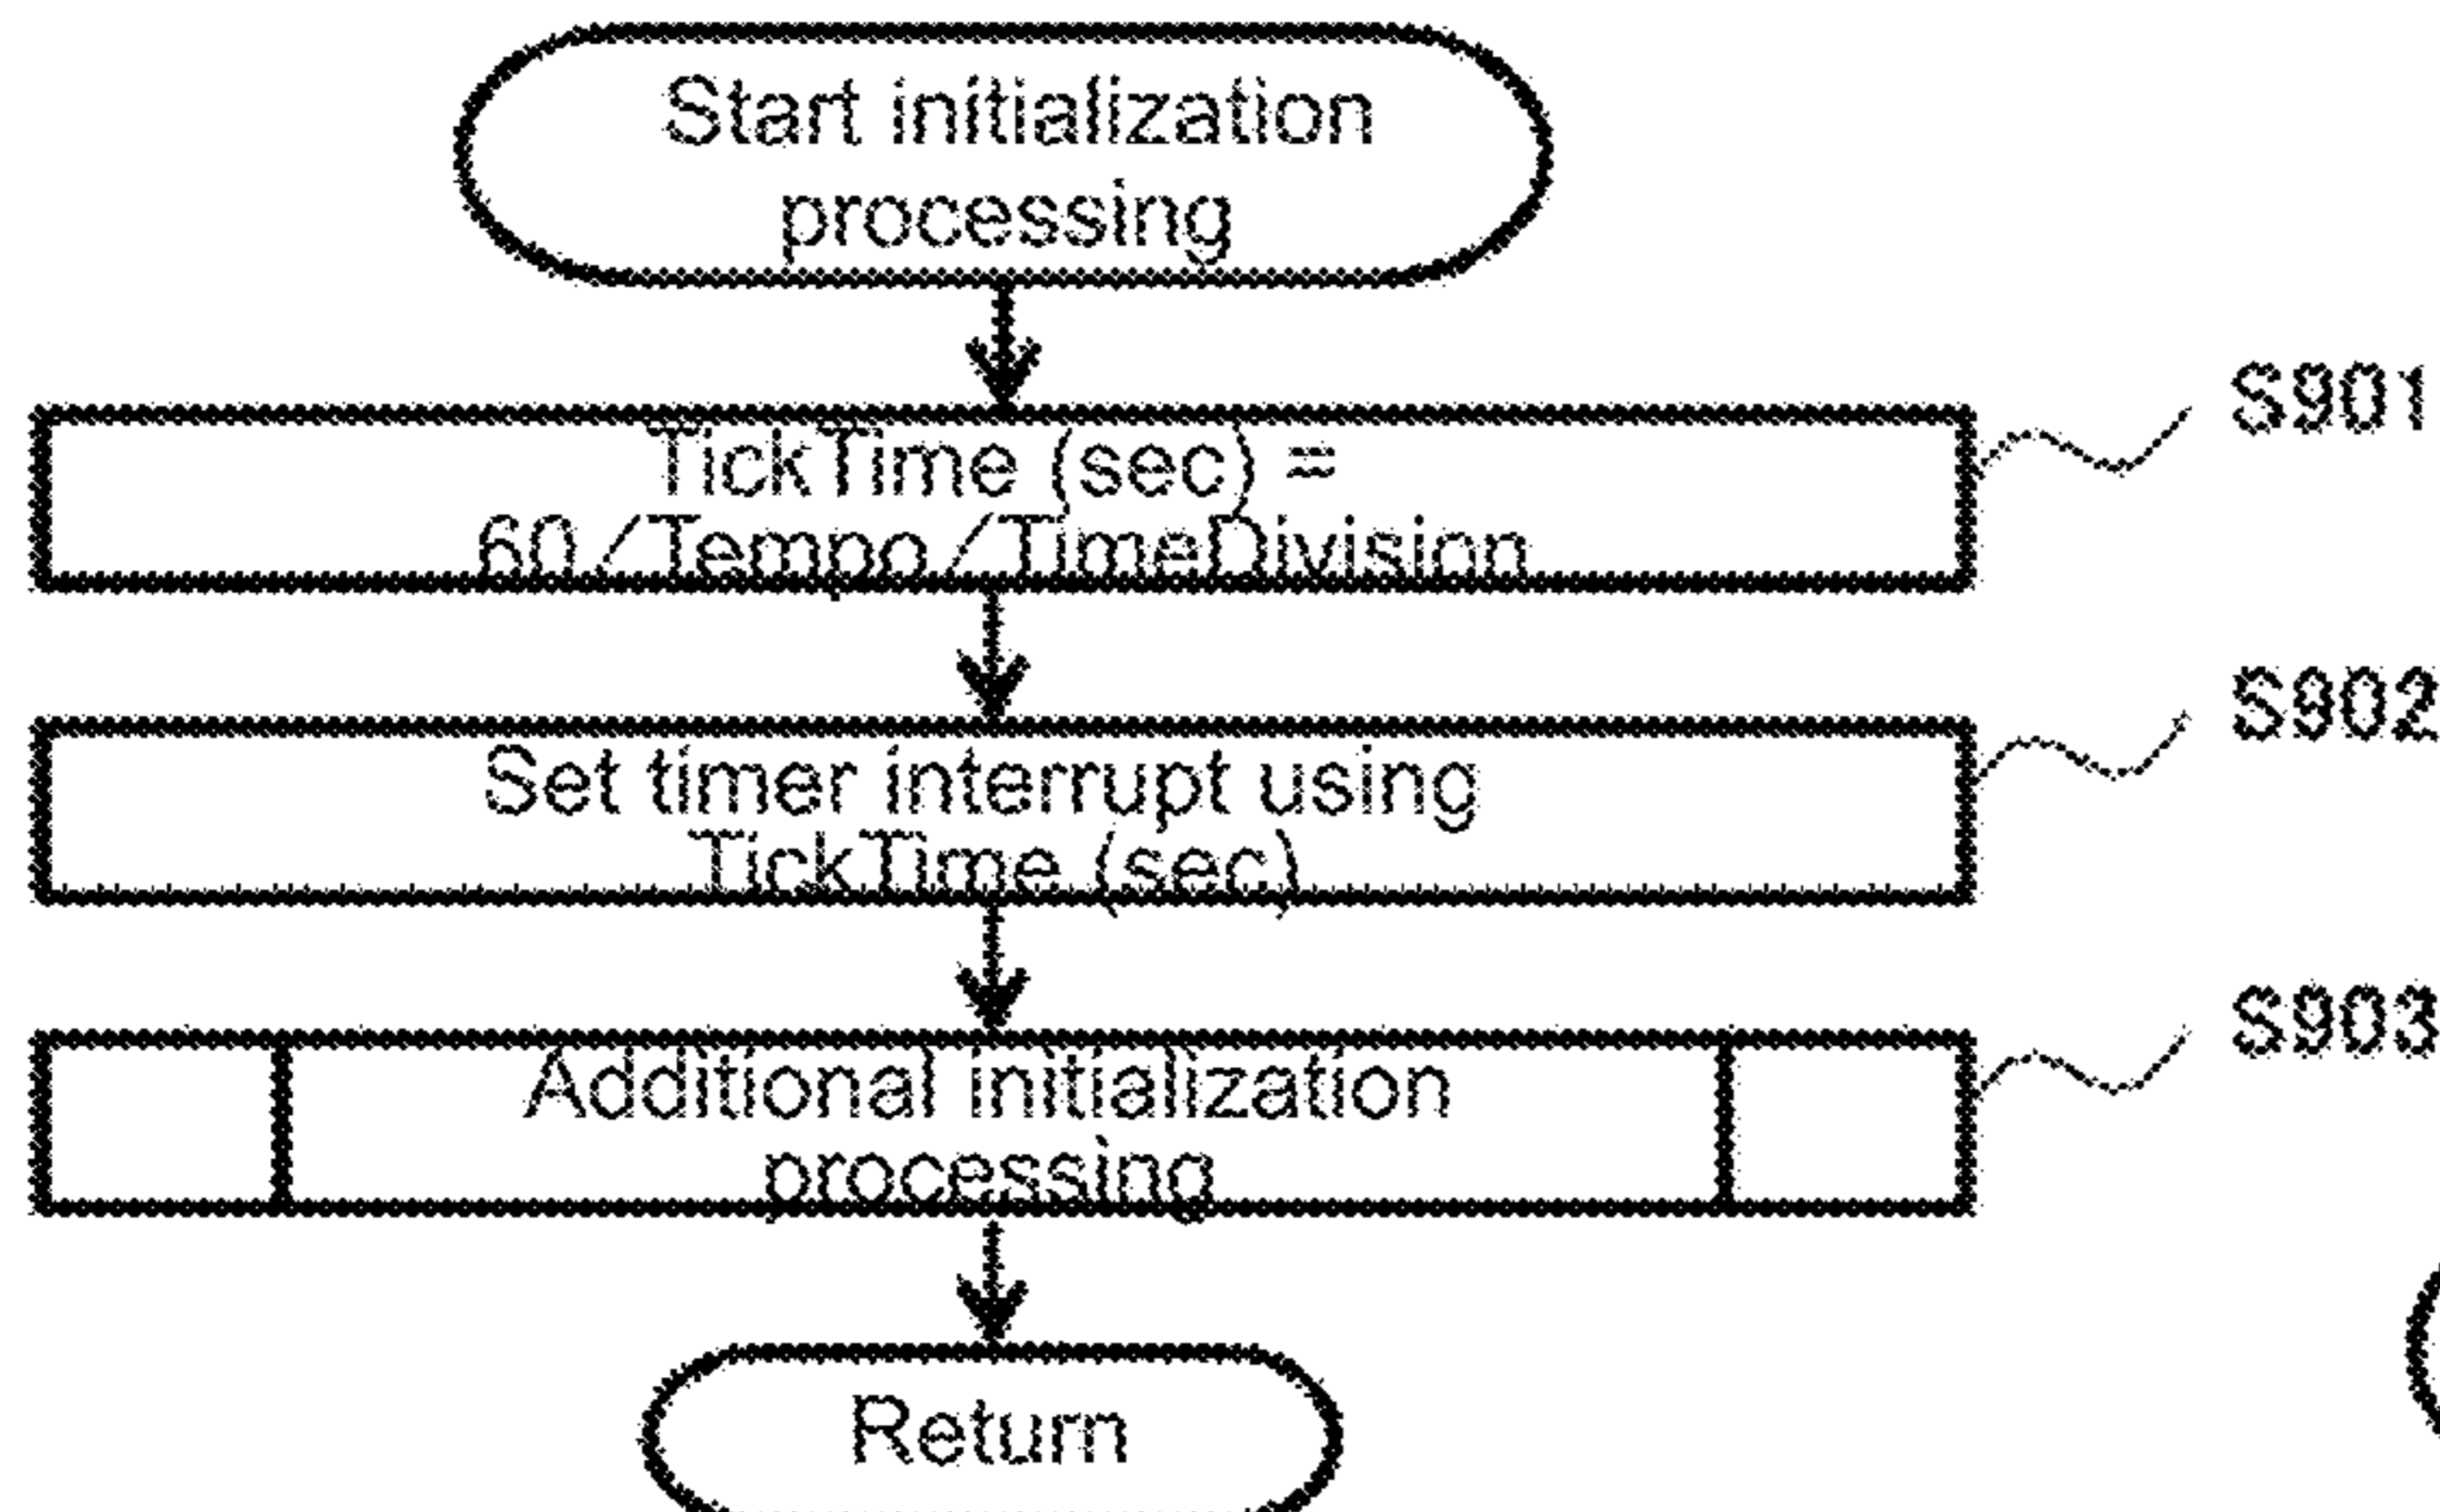 Start initialization
processing
S901
TickTime (sec) =
60/Tempo/TimeDivision
S902
Set timer interrupt using
TickTime (sec)
S903
Additional initialization
processing
Return